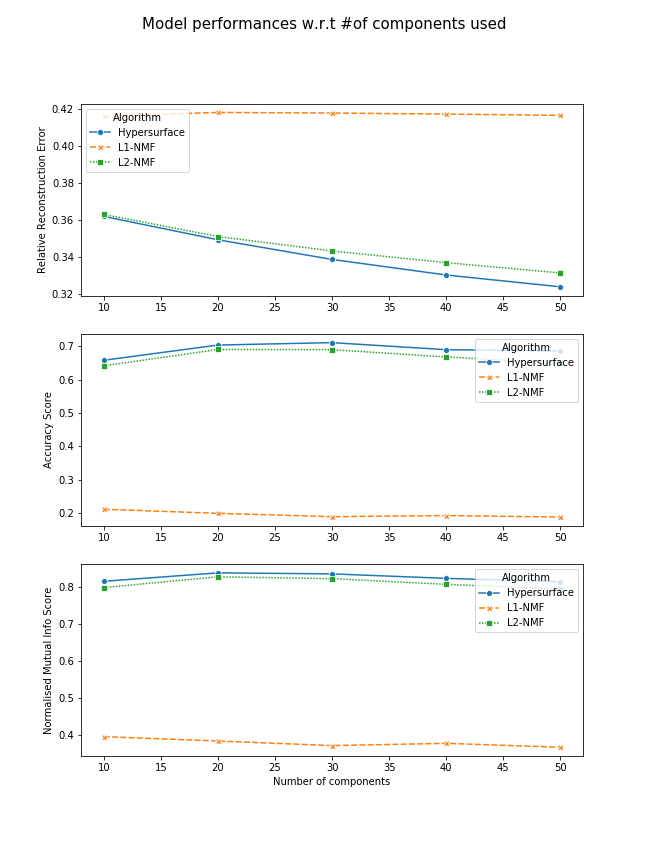 Model performances w.r.t #of components used
Relative Reconstruction Error
0.42
0.40
0.38
0.36
0.34
0.32
Algorithm
Hypersurface
L1-NMF
L2-NMF
10 15 20 25 30 35 40 45 50
Accuracy Score
0.7
0.6
0.5
0.4
0.3
0.2
Algorithm
Hypersurface
L1-NMF
L2-NMF
10 15 20 25 30 35 40 45 50
Normalised Mutual Info Score
0.8
0.7
0.6
0.5
0.4
Algorithm
Hypersurface
L1-NMF
L2-NMF
10 15 20 25 30 35 40 45 50
Number of components